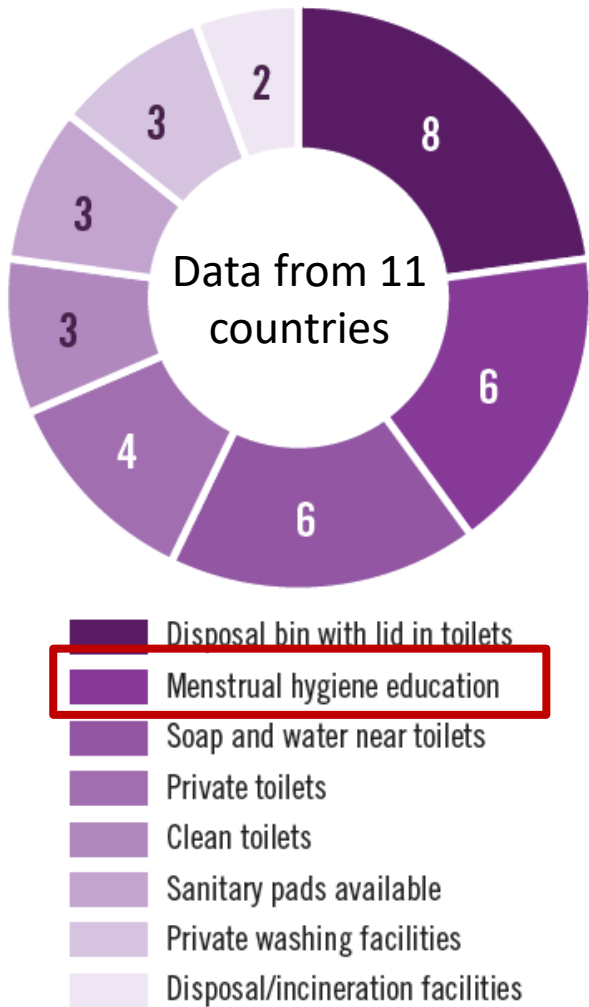 2
8
3
3
Data from 11
countries
3
6
4
6
Disposal bin with lid in toilets
Menstrual hygiene education
Soap and water near toilets
Private toilets
Clean toilets
Sanitary pads available
Private washing facilities
Disposal/incineration facilities